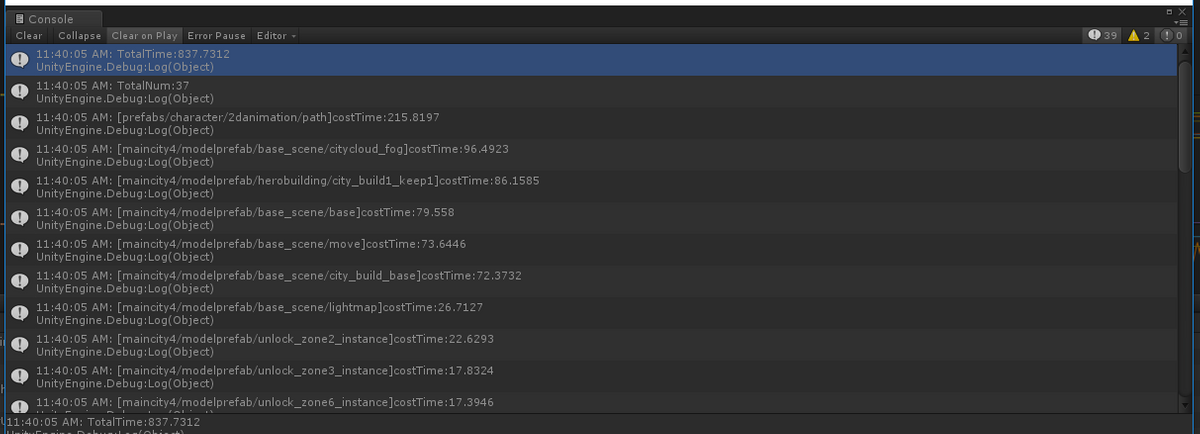 Console
Clear Collapse Clear on Play Error Pause Editor 39 2 0
11:40:05 AM: TotalTime:837.7312
UnityEngine.Debug:Log(Object)
11:40:05 AM: TotalNum:37
UnityEngine.Debug:Log(Object)
11:40:05 AM: [prefabs/character/2danimation/path]costTime:215.8197
UnityEngine.Debug:Log(Object)
11:40:05 AM: [maincity4/modelprefab/base_scene/citycloud_fog]costTime:96.4923
UnityEngine.Debug:Log(Object)
11:40:05 AM: [maincity4/modelprefab/herobuilding/city_build1_keep1]costTime:86.1585
UnityEngine.Debug:Log(Object)
11:40:05 AM: [maincity4/modelprefab/base_scene/base]costTime:79.558
UnityEngine.Debug:Log(Object)
11:40:05 AM: [maincity4/modelprefab/base_scene/move]costTime:73.6446
UnityEngine.Debug:Log(Object)
11:40:05 AM: [maincity4/modelprefab/base_scene/city_build_base]costTime:72.3732
UnityEngine.Debug:Log(Object)
11:40:05 AM: [maincity4/modelprefab/base_scene/lightmap]costTime:26.7127
UnityEngine.Debug:Log(Object)
11:40:05 AM: [maincity4/modelprefab/unlock_zone2_instance]costTime:22.6293
UnityEngine.Debug:Log(Object)
11:40:05 AM: [maincity4/modelprefab/unlock_zone3_instance]costTime:17.8324
UnityEngine.Debug:Log(Object)
11:40:05 AM: [maincity4/modelprefab/unlock_zone6_instance]costTime:17.3946
UnityEngine.Debug:Log(Object)
11:40:05 AM: TotalTime:837.7312
UnityEngine.Debug:Log(Object)